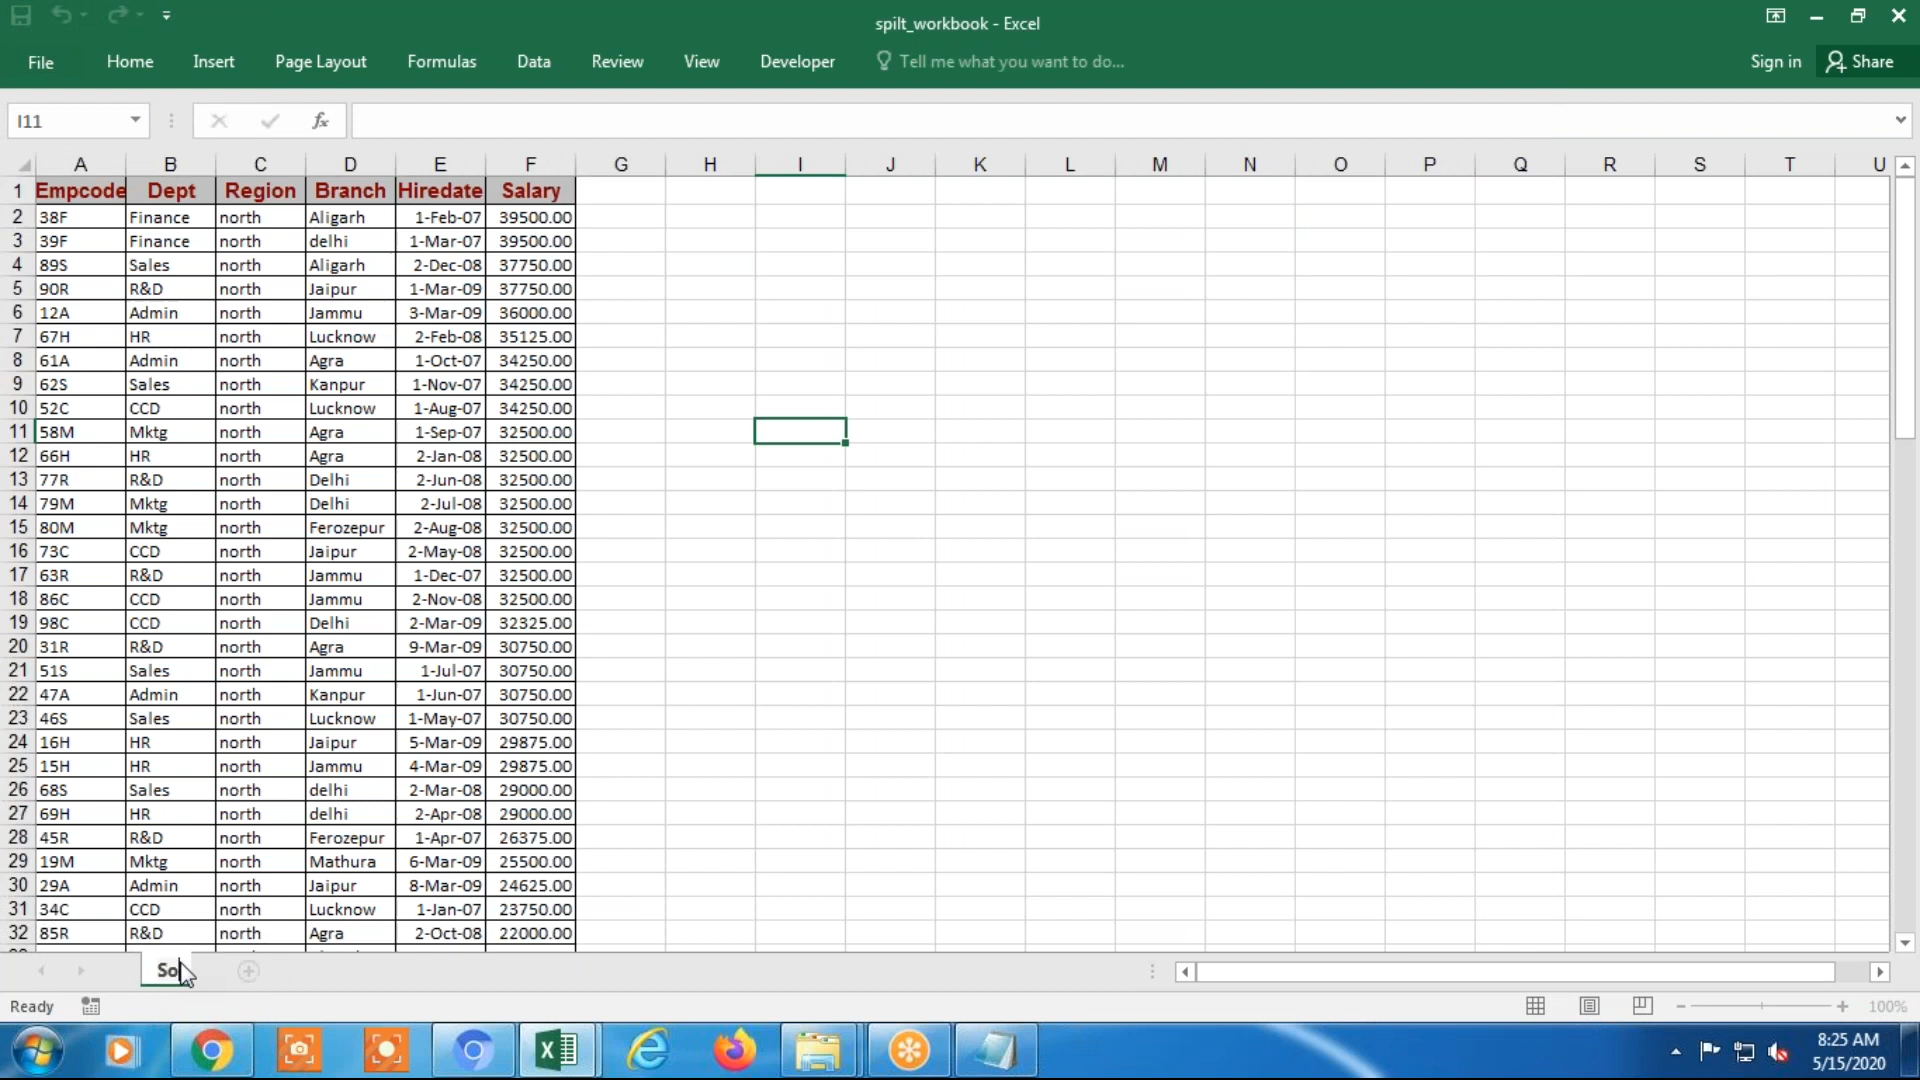 spilt_workbook - Excel
File Home Insert Page Layout Formulas Data Review View Developer Tell me what you want to do... Sign in Share
I11 fx
A B C D E F G H I J K L M N O P Q R S T U
1 Empcode Dept Region Branch Hiredate Salary
2 38F Finance north Aligarh 1-Feb-07 39500.00
3 39F Finance north delhi 1-Mar-07 39500.00
4 89S Sales north Aligarh 2-Dec-08 37750.00
5 90R R&D north Jaipur 1-Mar-09 37750.00
6 12A Admin north Jammu 3-Mar-09 36000.00
7 67H HR north Lucknow 2-Feb-08 35125.00
8 61A Admin north Agra 1-Oct-07 34250.00
9 62S Sales north Kanpur 1-Nov-07 34250.00
10 52C CCD north Lucknow 1-Aug-07 34250.00
11 58M Mktg north Agra 1-Sep-07 32500.00
12 66H HR north Agra 2-Jan-08 32500.00
13 77R R&D north Delhi 2-Jun-08 32500.00
14 79M Mktg north Delhi 2-Jul-08 32500.00
15 80M Mktg north Ferozepur 2-Aug-08 32500.00
16 73C CCD north Jaipur 2-May-08 32500.00
17 63R R&D north Jammu 1-Dec-07 32500.00
18 86C CCD north Jammu 2-Nov-08 32500.00
19 98C CCD north Delhi 2-Mar-09 32325.00
20 31R R&D north Agra 9-Mar-09 30750.00
21 51S Sales north Jammu 1-Jul-07 30750.00
22 47A Admin north Kanpur 1-Jun-07 30750.00
23 46S Sales north Lucknow 1-May-07 30750.00
24 16H HR north Jaipur 5-Mar-09 29875.00
25 15H HR north Jammu 4-Mar-09 29875.00
26 68S Sales north delhi 2-Mar-08 29000.00
27 69H HR north delhi 2-Apr-08 29000.00
28 45R R&D north Ferozepur 1-Apr-07 26375.00
29 19M Mktg north Mathura 6-Mar-09 25500.00
30 29A Admin north Jaipur 8-Mar-09 24625.00
31 34C CCD north Lucknow 1-Jan-07 23750.00
32 85R R&D north Agra 2-Oct-08 22000.00
So
Ready 100%
8:25 AM
5/15/2020